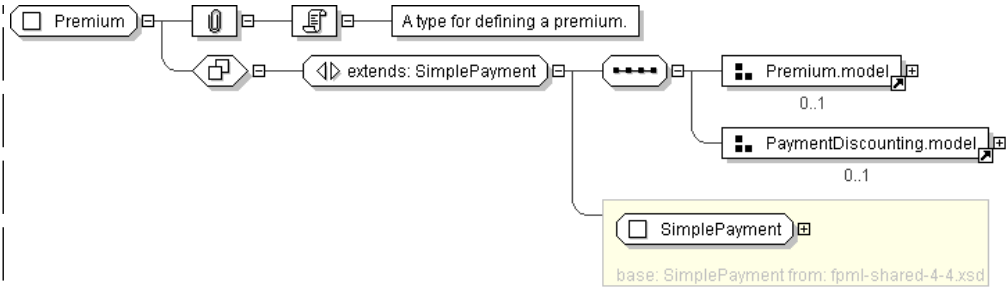 Premium
A type for defining a premium.
extends: SimplePayment
Premium.model
0..1
PaymentDiscounting.model
0..1
SimplePayment
base: SimplePayment from: fpml-shared-4-4.xsd